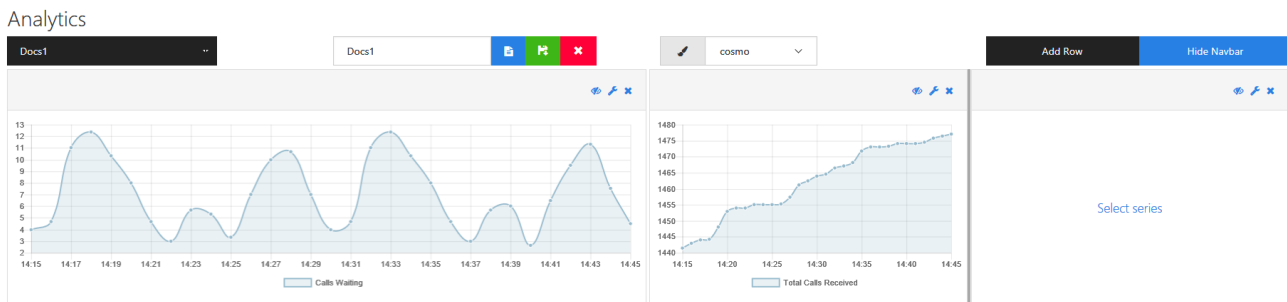 Analytics
Docs1
Docs1
cosmo
Add Row
Hide Navbar
13
12
11
10
9
8
7
6
5
4
3
2
14:15 14:17 14:19 14:21 14:23 14:25 14:27 14:29 14:31 14:33 14:35 14:37 14:39 14:41 14:43 14:45
Calls Waiting
1480
1475
1470
1465
1460
1455
1450
1445
1440
14:15 14:20 14:25 14:30 14:35 14:40 14:45
Total Calls Received
Select series